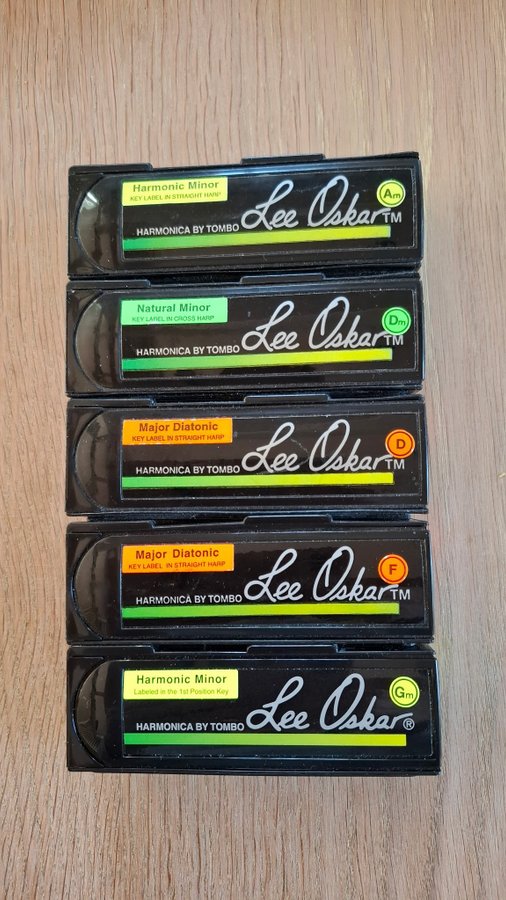 Harmonic Minor
KEY LABEL IN STRAIGHT HARP
Am
HARMONICA BY TOMBO Lee Oskar TM
Natural Minor
KEY LABEL IN CROSS HARP
Dm
HARMONICA BY TOMBO Lee Oskar TM
Major Diatonic
KEY LABEL IN STRAIGHT HARP
D
HARMONICA BY TOMBO Lee Oskar TM
Major Diatonic
KEY LABEL IN STRAIGHT HARP
F
HARMONICA BY TOMBO Lee Oskar TM
Harmonic Minor
Labeled in the 1st Position Key
Gm
HARMONICA BY TOMBO Lee Oskar ®